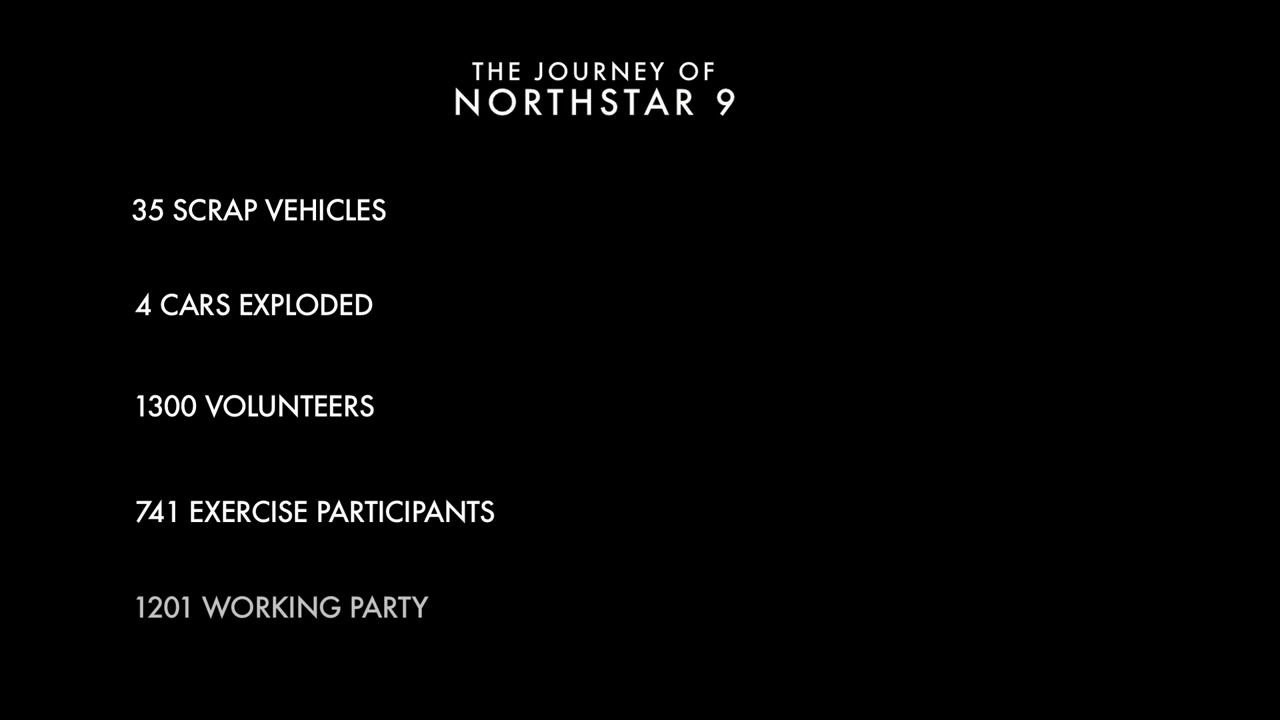 THE JOURNEY OF
NORTHSTAR 9
35 SCRAP VEHICLES
4 CARS EXPLODED
1300 VOLUNTEERS
741 EXERCISE PARTICIPANTS
1201 WORKING PARTY